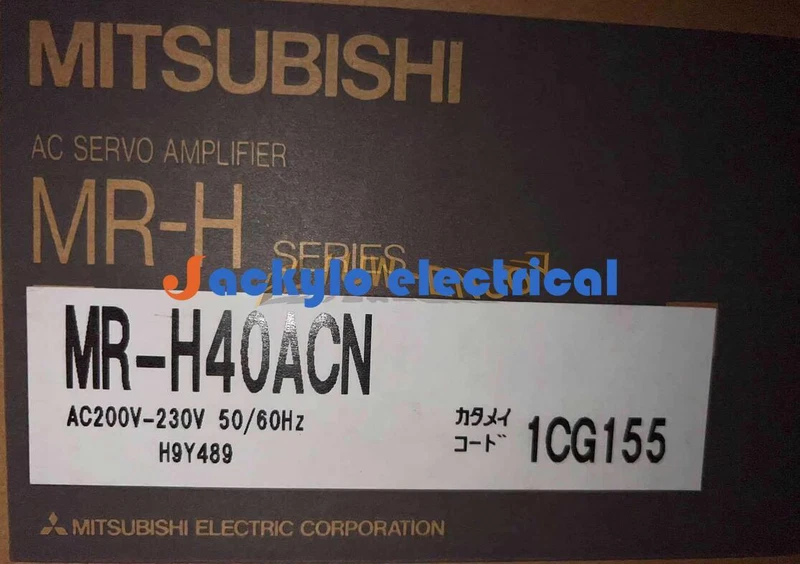 MITSUBISHI
AC SERVO AMPLIFIER
MR-H SERIES
Jackylo electrical
MR-H40ACN
AC200V-230V 50/60Hz
H9Y489
カタメイ
コード
1CG155
MITSUBISHI ELECTRIC CORPORATION